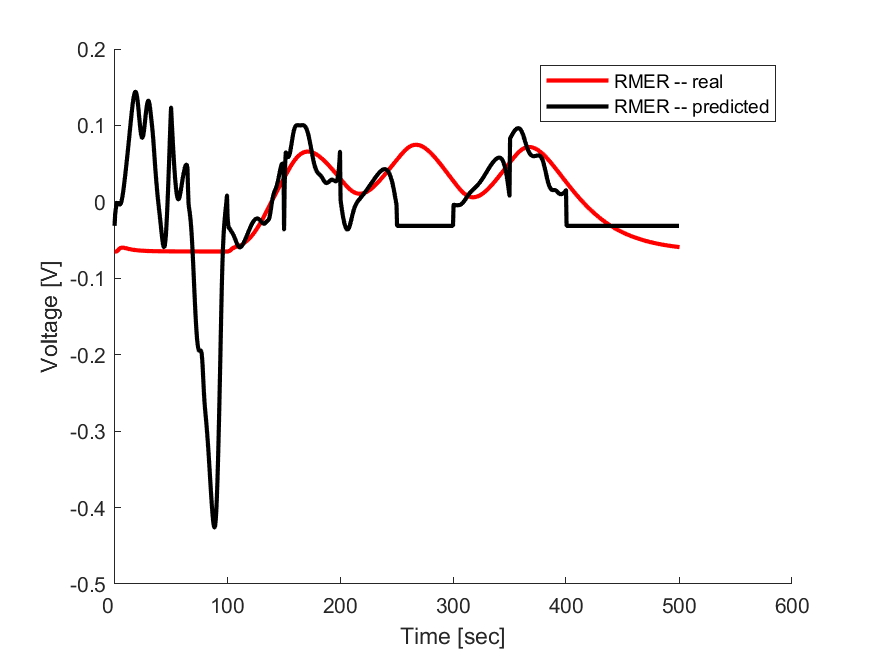 0.2
0.1
0
-0.1
-0.2
-0.3
-0.4
-0.5
Voltage [V]
RMER -- real
RMER -- predicted
0 100 200 300 400 500 600
Time [sec]